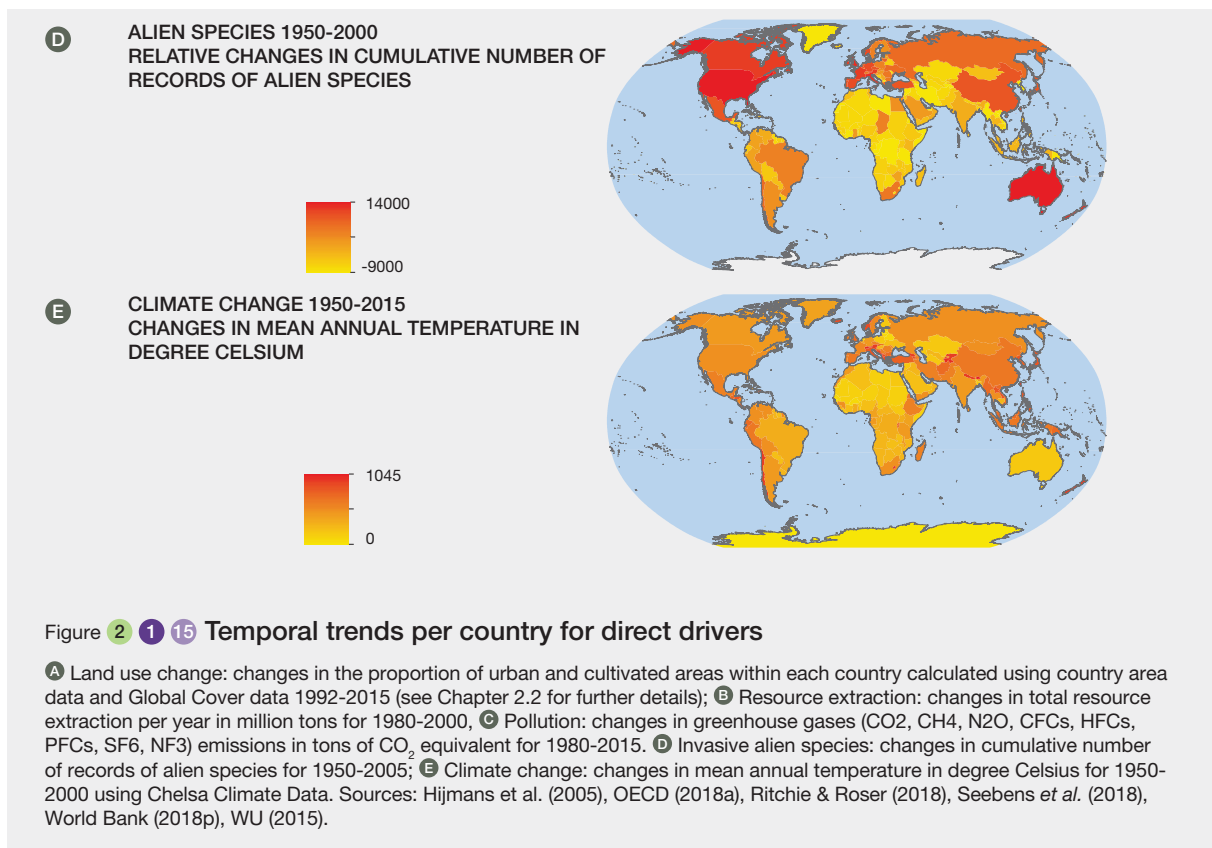 D
ALIEN SPECIES 1950-2000
RELATIVE CHANGES IN CUMULATIVE NUMBER OF
RECORDS OF ALIEN SPECIES
14000
-9000
E
CLIMATE CHANGE 1950-2015
CHANGES IN MEAN ANNUAL TEMPERATURE IN
DEGREE CELSIUM
1045
0
Figure 2 1 15 Temporal trends per country for direct drivers
A Land use change: changes in the proportion of urban and cultivated areas within each country calculated using country area
data and Global Cover data 1992-2015 (see Chapter 2.2 for further details); B Resource extraction: changes in total resource
extraction per year in million tons for 1980-2000, C Pollution: changes in greenhouse gases (CO2, CH4, N2O, CFCs, HFCs,
PFCs, SF6, NF3) emissions in tons of CO₂ equivalent for 1980-2015. D Invasive alien species: changes in cumulative number
of records of alien species for 1950-2005; E Climate change: changes in mean annual temperature in degree Celsius for 1950-
2000 using Chelsa Climate Data. Sources: Hijmans et al. (2005), OECD (2018a), Ritchie & Roser (2018), Seebens et al. (2018),
World Bank (2018p), WU (2015).